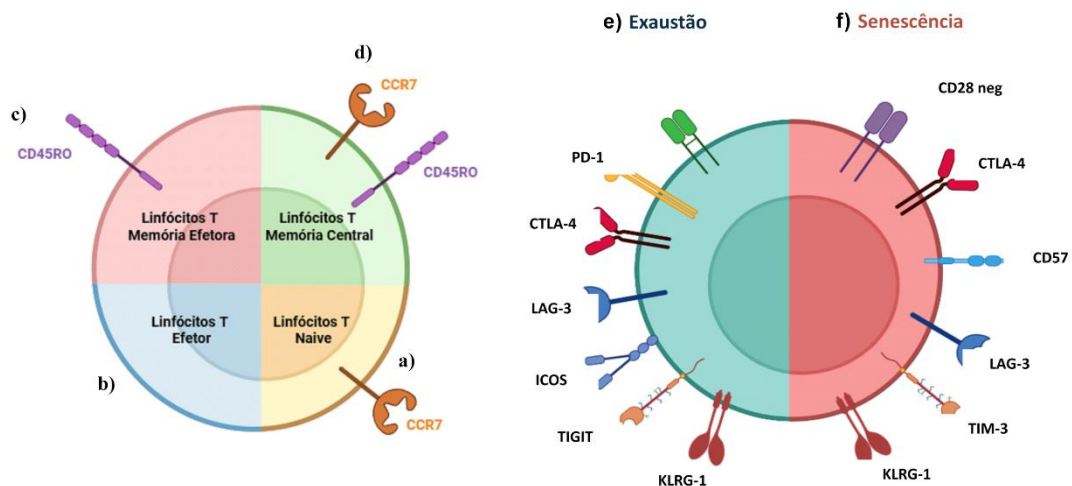 d)
CCR7
c)
CD45RO
CD45RO
Linfócitos T
Memória Efetora
Linfócitos T
Memória Central
Linfócitos T
Efetor
Linfócitos T
Naive
a)
b)
CCR7
e) Exaustão
f) Senescência
CD28 neg
PD-1
CTLA-4
CTLA-4
CD57
LAG-3
LAG-3
ICOS
TIGIT
TIM-3
KLRG-1
KLRG-1